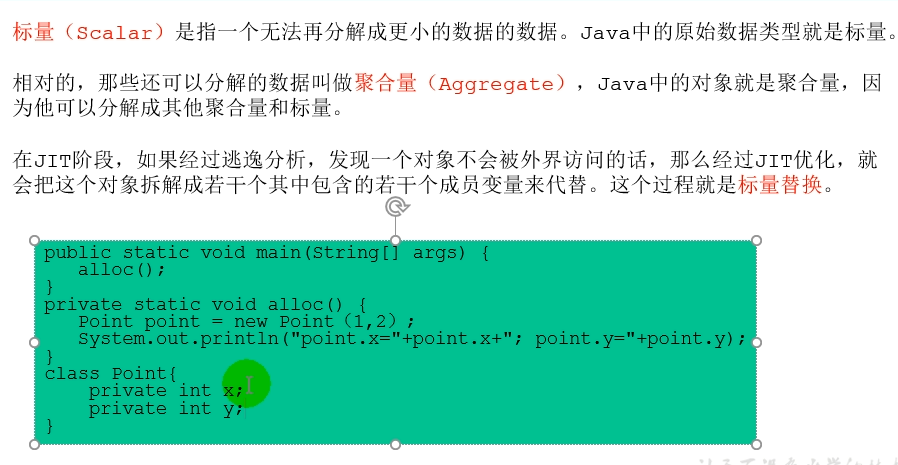 标量（Scalar）是指一个无法再分解成更小的数据的数据。Java中的原始数据类型就是标量。
相对的，那些还可以分解的数据叫做聚合量（Aggregate），Java中的对象就是聚合量，因
为他可以分解成其他聚合量和标量。
在JIT阶段，如果经过逃逸分析，发现一个对象不会被外界访问的话，那么经过JIT优化，就
会把这个对象拆解成若干个其中包含的若干个成员变量来代替。这个过程就是标量替换。
public static void main(String[] args) {
alloc();
}
private static void alloc() {
Point point = new Point（1,2）;
System.out.println("point.x="+point.x+"; point.y="+point.y);
}
class Point{
private int x;
private int y;
}